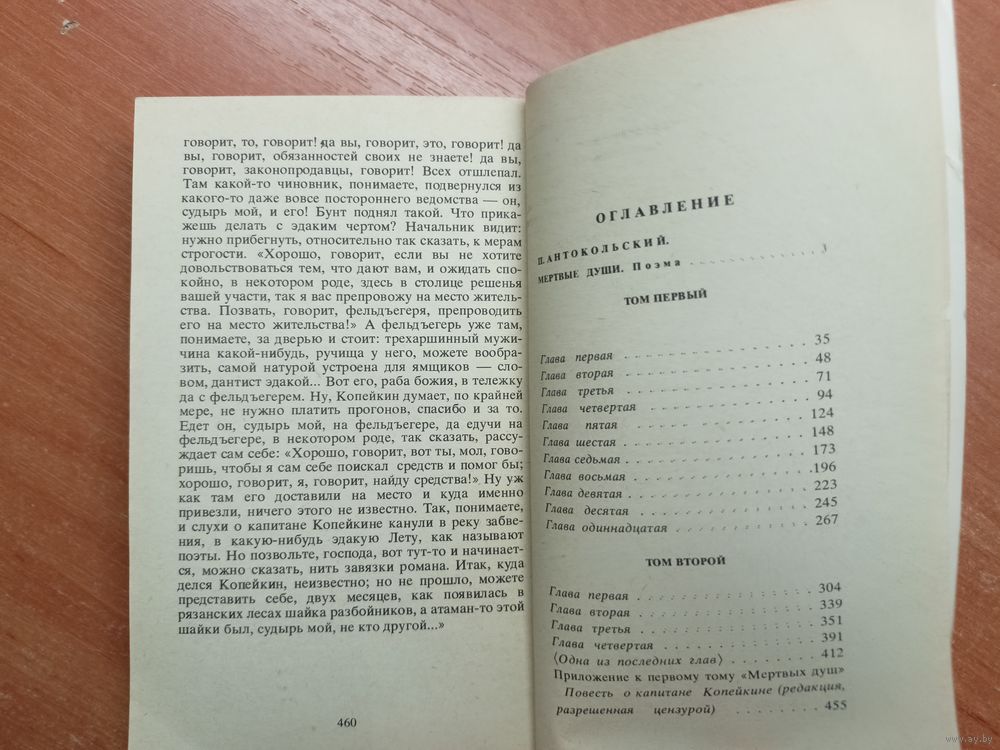 говорит, то, говорит! да вы, говорит, это, говорит! да
вы, говорит, обязанностей своих не знаете! да вы,
говорит, законопродавцы, говорит! Всех отшлепал.
Там какой-то чиновник, понимаете, подвернулся из
какого-то даже вовсе постороннего ведомства — он,
сударь мой, и его! Бунт поднял такой. Что прика-
жешь делать с эдаким чертом? Начальник видит:
нужно прибегнуть, относительно так сказать, к мерам
строгости. «Хорошо, говорит, если вы не хотите
довольствоваться тем, что дают вам, и ожидать спо-
койно, в некотором роде, здесь в столице решенья
вашей участи, так я вас препровожу на место житель-
ства. Позвать, говорит, фельдъегеря, препроводить
его на место жительства!» А фельдъегерь уже там,
понимаете, за дверью и стоит: трехаршинный мужи-
чина какой-нибудь, ручища у него, можете вообра-
зить, самой натурой устроена для ямщиков — сло-
вом, дантист эдакой... Вот его, раба божия, в тележку
да с фельдъегерем. Ну, Копейкин думает, по крайней
мере, не нужно платить прогонов, спасибо и за то.
Едет он, сударь мой, на фельдъегере, да едучи на
фельдъегере, в некотором роде, так сказать, рассу-
ждает сам себе: «Хорошо, говорит, вот ты, мол, гово-
ришь, чтобы я сам себе поискал средств и помог бы;
хорошо, говорит, я, говорит, найду средства!» Ну уж
как там его доставили на место и куда именно
привезли, ничего этого не известно. Так, понимаете,
и слухи о капитане Копейкине канули в реку забве-
ния, в какую-нибудь эдакую Лету, как называют
поэты. Но позвольте, господа, вот тут-то и начинает-
ся, можно сказать, нить завязки романа. Итак, куда
делся Копейкин, неизвестно; но не прошло, можете
представить себе, двух месяцев, как появилась в
рязанских лесах шайка разбойников, а атаман-то этой
шайки был, сударь мой, не кто другой...»
460
ОГЛАВЛЕНИЕ
П. АНТОКОЛЬСКИЙ.
МЕРТВЫЕ ДУШИ. Поэма 3
ТОМ ПЕРВЫЙ
Глава первая 35
Глава вторая 48
Глава третья 71
Глава четвертая 94
Глава пятая 124
Глава шестая 148
Глава седьмая 173
Глава восьмая 196
Глава девятая 223
Глава десятая 245
Глава одиннадцатая 267
ТОМ ВТОРОЙ
Глава первая 304
Глава вторая 339
Глава третья 351
Глава четвертая 391
⟨Одна из последних глав⟩ 412
Приложение к первому тому «Мертвых душ»
Повесть о капитане Копейкине (редакция,
разрешенная цензурой) 455
www.ay.by